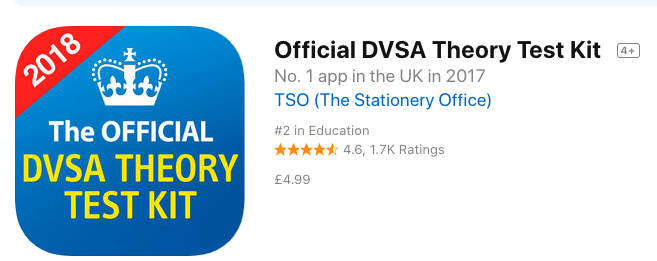 2018
The OFFICIAL
DVSA THEORY
TEST KIT
Official DVSA Theory Test Kit 4+
No. 1 app in the UK in 2017
TSO (The Stationery Office)
#2 in Education
4.6, 1.7K Ratings
£4.99